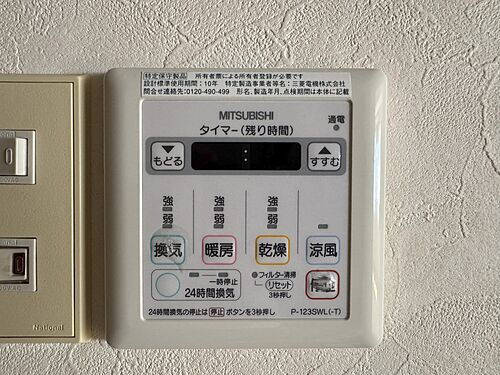 特定保守製品 所有者票による所有者登録が必要です
設計標準使用期間：10年 特定製造事業者等名：三菱電機株式会社
問合せ連絡先：0120-490-499 形名、製造年月、点検期間は本体に記載
MITSUBISHI
通電
タイマー(残り時間)
もどる
すすむ
強 強 強
弱 弱 弱
換気 暖房 乾燥 涼風
一時停止
24時間換気
フィルター清掃
リセット
3秒押し
24時間換気の停止は 停止 ボタンを3秒押し
P-123SWL(-T)
National